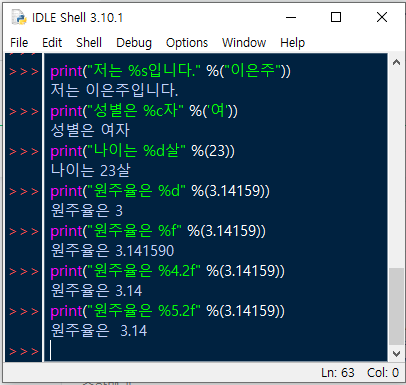 IDLE Shell 3.10.1
File Edit Shell Debug Options Window Help
>>> print("저는 %s입니다." %("이은주"))
저는 이은주입니다.
>>> print("성별은 %c자" %('여'))
성별은 여자
>>> print("나이는 %d살" %(23))
나이는 23살
>>> print("원주율은 %d" %(3.14159))
원주율은 3
>>> print("원주율은 %f" %(3.14159))
원주율은 3.141590
>>> print("원주율은 %4.2f" %(3.14159))
원주율은 3.14
>>> print("원주율은 %5.2f" %(3.14159))
원주율은  3.14
>>>
Ln: 63 Col: 0